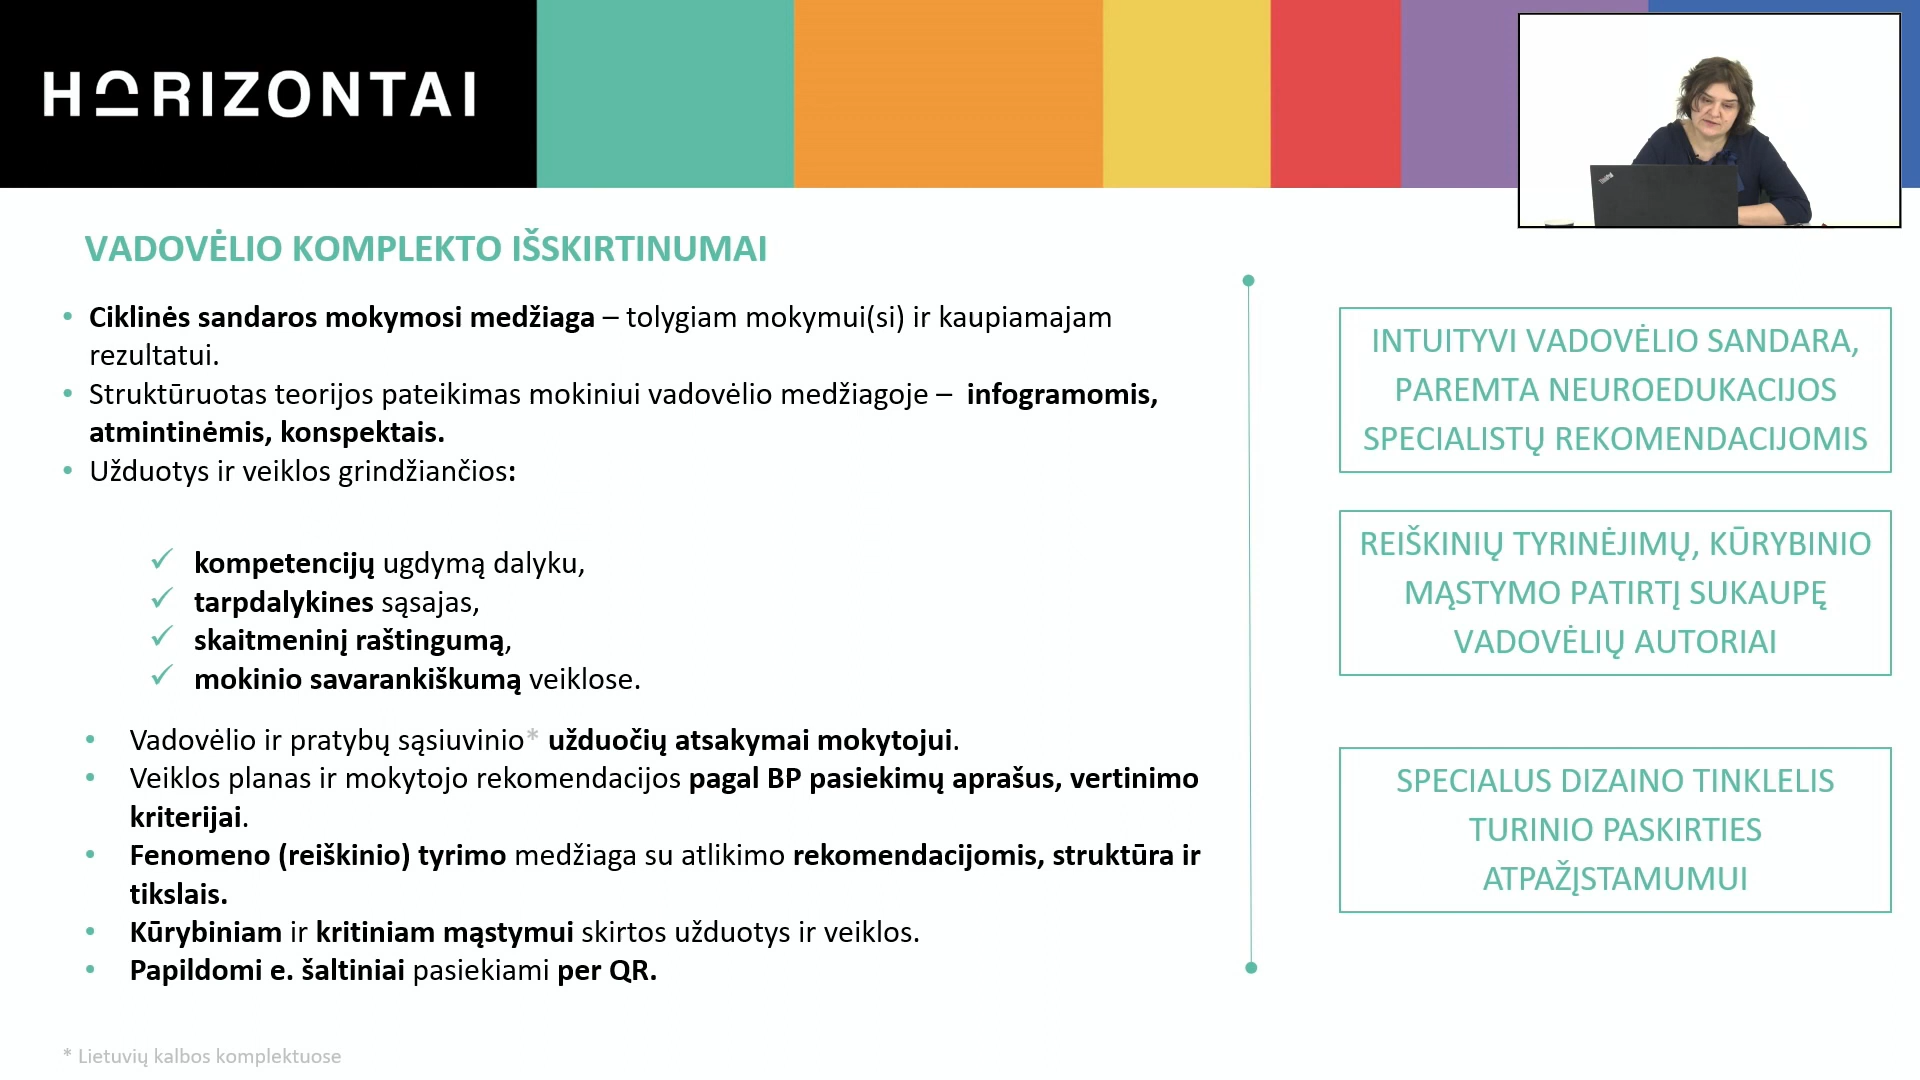 HORIZONTAI
ThinkPad
VADOVĖLIO KOMPLEKTO IŠSKIRTINUMAI
• Ciklinės sandaros mokymosi medžiaga – tolygiam mokymui(si) ir kaupiamajam
rezultatui.
• Struktūruotas teorijos pateikimas mokiniui vadovėlio medžiagoje – infogramomis,
atmintinėmis, konspektais.
• Užduotys ir veiklos grindžiančios:
✓ kompetencijų ugdymą dalyku,
✓ tarpdalykines sąsajas,
✓ skaitmeninį raštingumą,
✓ mokinio savarankiškumą veiklose.
• Vadovėlio ir pratybų sąsiuvinio* užduočių atsakymai mokytojui.
• Veiklos planas ir mokytojo rekomendacijos pagal BP pasiekimų aprašus, vertinimo
kriterijai.
• Fenomeno (reiškinio) tyrimo medžiaga su atlikimo rekomendacijomis, struktūra ir
tikslais.
• Kūrybiniam ir kritiniam mąstymui skirtos užduotys ir veiklos.
• Papildomi e. šaltiniai pasiekiami per QR.
* Lietuvių kalbos komplektuose
INTUITYVI VADOVĖLIO SANDARA,
PAREMTA NEUROEDUKACIJOS
SPECIALISTŲ REKOMENDACIJOMIS
REIŠKINIŲ TYRINĖJIMŲ, KŪRYBINIO
MĄSTYMO PATIRTĮ SUKAUPĘ
VADOVĖLIŲ AUTORIAI
SPECIALUS DIZAINO TINKLELIS
TURINIO PASKIRTIES
ATPAŽĮSTAMUMUI